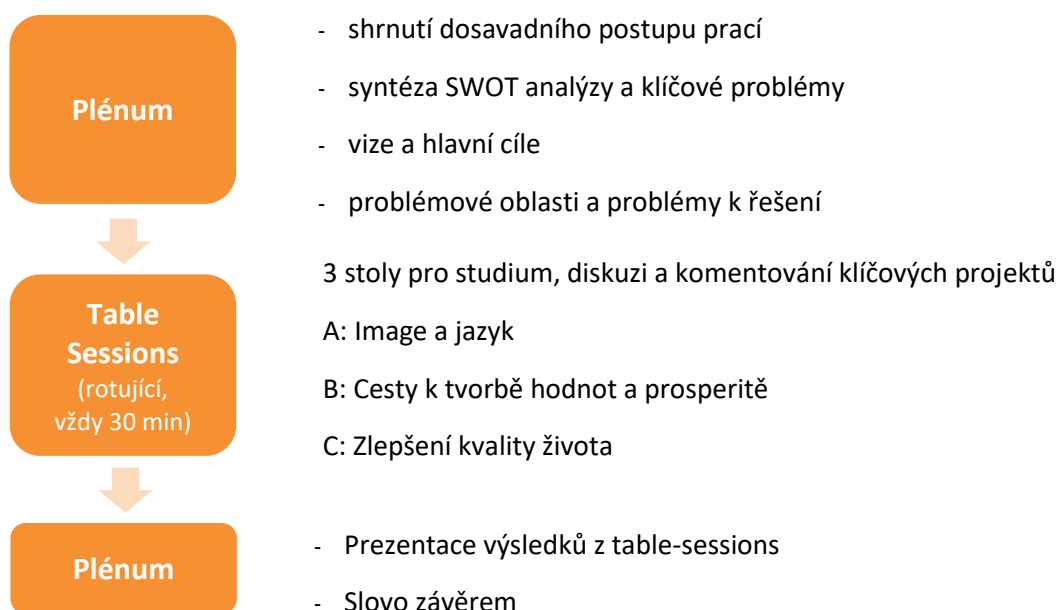 Plénum
- shrnutí dosavadního postupu prací
- syntéza SWOT analýzy a klíčové problémy
- vize a hlavní cíle
- problémové oblasti a problémy k řešení
Table
Sessions
(rotující,
vždy 30 min)
3 stoly pro studium, diskuzi a komentování klíčových projektů
A: Image a jazyk
B: Cesty k tvorbě hodnot a prosperitě
C: Zlepšení kvality života
Plénum
- Prezentace výsledků z table-sessions
- Slovo závěrem